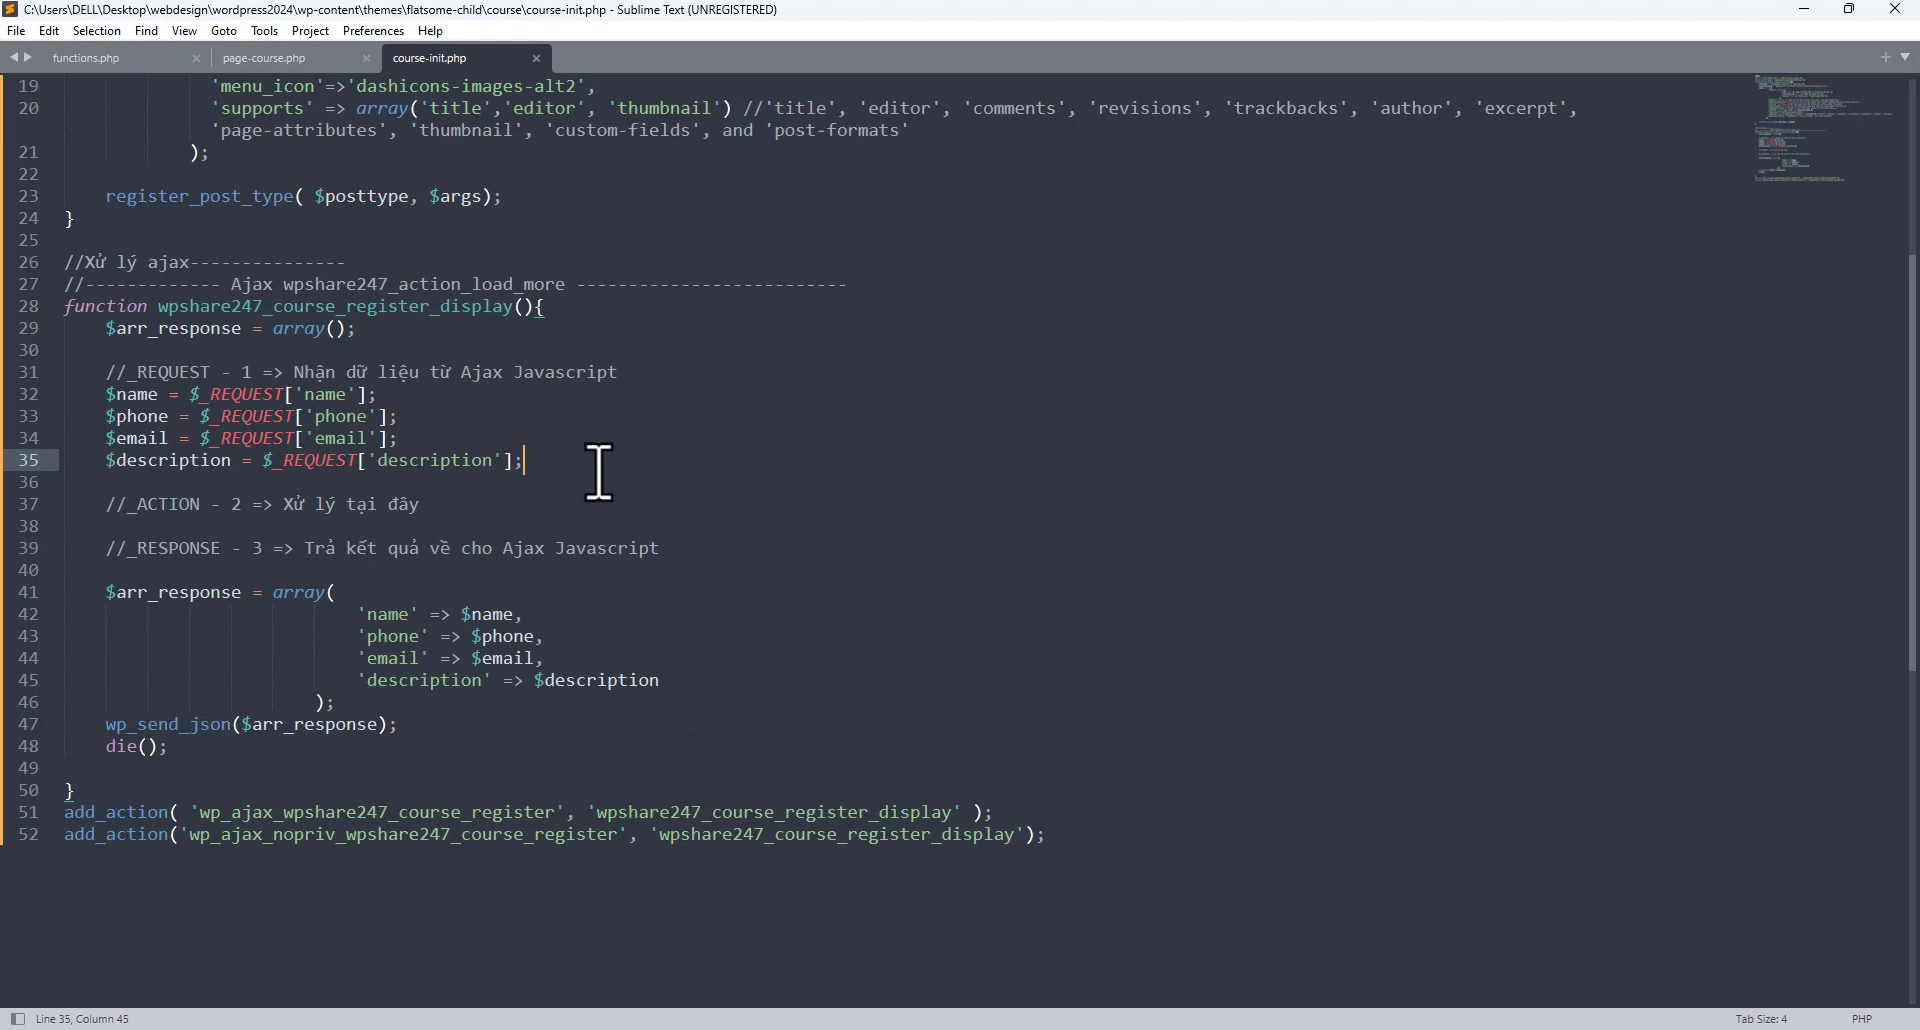 C:\Users\DELL\Desktop\webdesign\wordpress2024\wp-content\themes\flatsome-child\course\course-init.php - Sublime Text (UNREGISTERED)
File Edit Selection Find View Goto Tools Project Preferences Help
functions.php page-course.php course-init.php
19 'menu_icon'=>'dashicons-images-alt2',
20 'supports' => array('title','editor', 'thumbnail') //'title', 'editor', 'comments', 'revisions', 'trackbacks', 'author', 'excerpt',
'page-attributes', 'thumbnail', 'custom-fields', and 'post-formats'
21 );
22
23 register_post_type( $posttype, $args);
24 }
25
26 //Xử lý ajax---------------
27 //------------- Ajax wpshare247_action_load_more --------------------------
28 function wpshare247_course_register_display(){
29 $arr_response = array();
30
31 //_REQUEST - 1 => Nhận dữ liệu từ Ajax Javascript
32 $name = $_REQUEST['name'];
33 $phone = $_REQUEST['phone'];
34 $email = $_REQUEST['email'];
35 $description = $_REQUEST['description'];
36
37 //_ACTION - 2 => Xử lý tại đây
38
39 //_RESPONSE - 3 => Trả kết quả về cho Ajax Javascript
40
41 $arr_response = array(
42 'name' => $name,
43 'phone' => $phone,
44 'email' => $email,
45 'description' => $description
46 );
47 wp_send_json($arr_response);
48 die();
49
50 }
51 add_action( 'wp_ajax_wpshare247_course_register', 'wpshare247_course_register_display' );
52 add_action('wp_ajax_nopriv_wpshare247_course_register', 'wpshare247_course_register_display');
Line 35, Column 45 Tab Size: 4 PHP